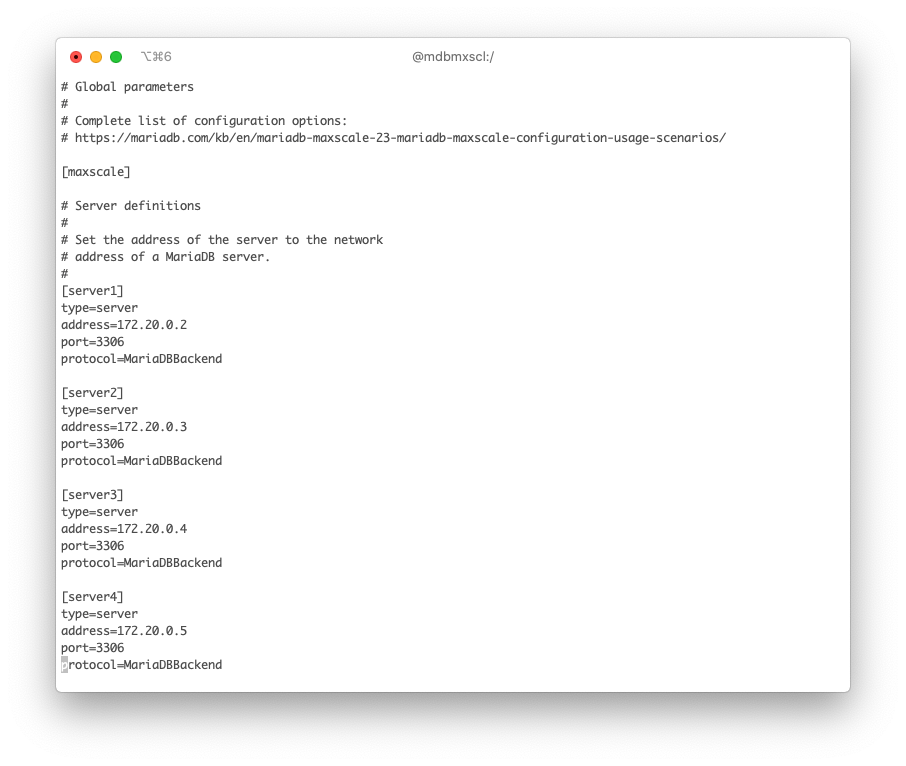 ⌥⌘6
@mdbmxscl:/
# Global parameters
#
# Complete list of configuration options:
# https://mariadb.com/kb/en/mariadb-maxscale-23-mariadb-maxscale-configuration-usage-scenarios/
[maxscale]
# Server definitions
#
# Set the address of the server to the network
# address of a MariaDB server.
#
[server1]
type=server
address=172.20.0.2
port=3306
protocol=MariaDBBackend
[server2]
type=server
address=172.20.0.3
port=3306
protocol=MariaDBBackend
[server3]
type=server
address=172.20.0.4
port=3306
protocol=MariaDBBackend
[server4]
type=server
address=172.20.0.5
port=3306
protocol=MariaDBBackend